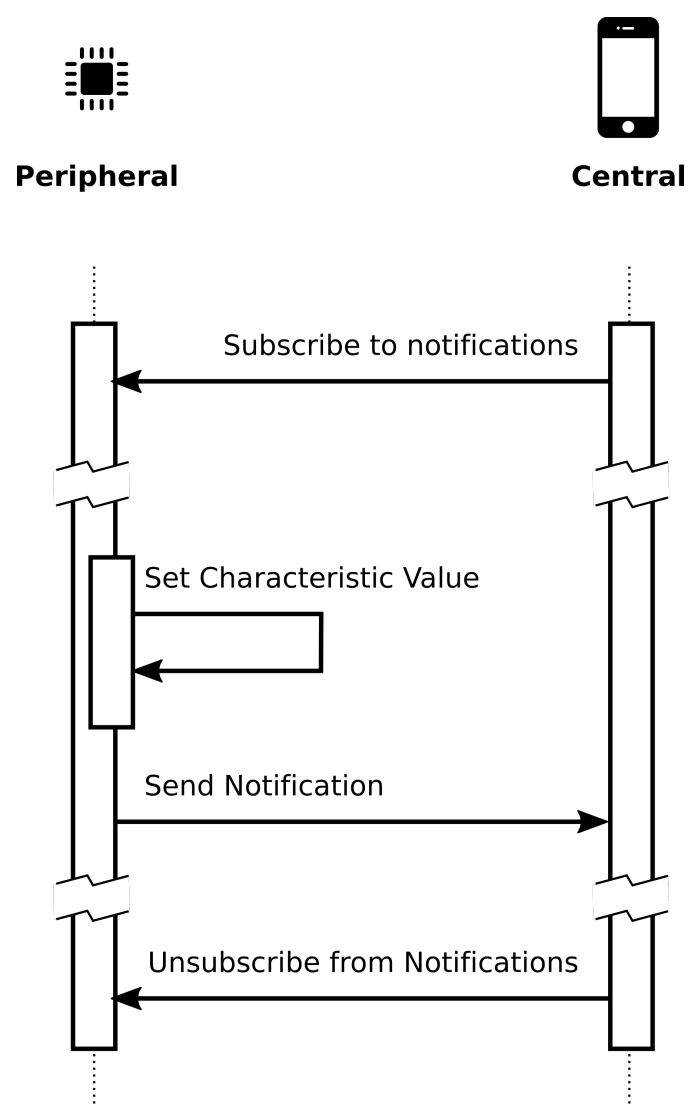 Peripheral
Central
Subscribe to notifications
Set Characteristic Value
Send Notification
Unsubscribe from Notifications